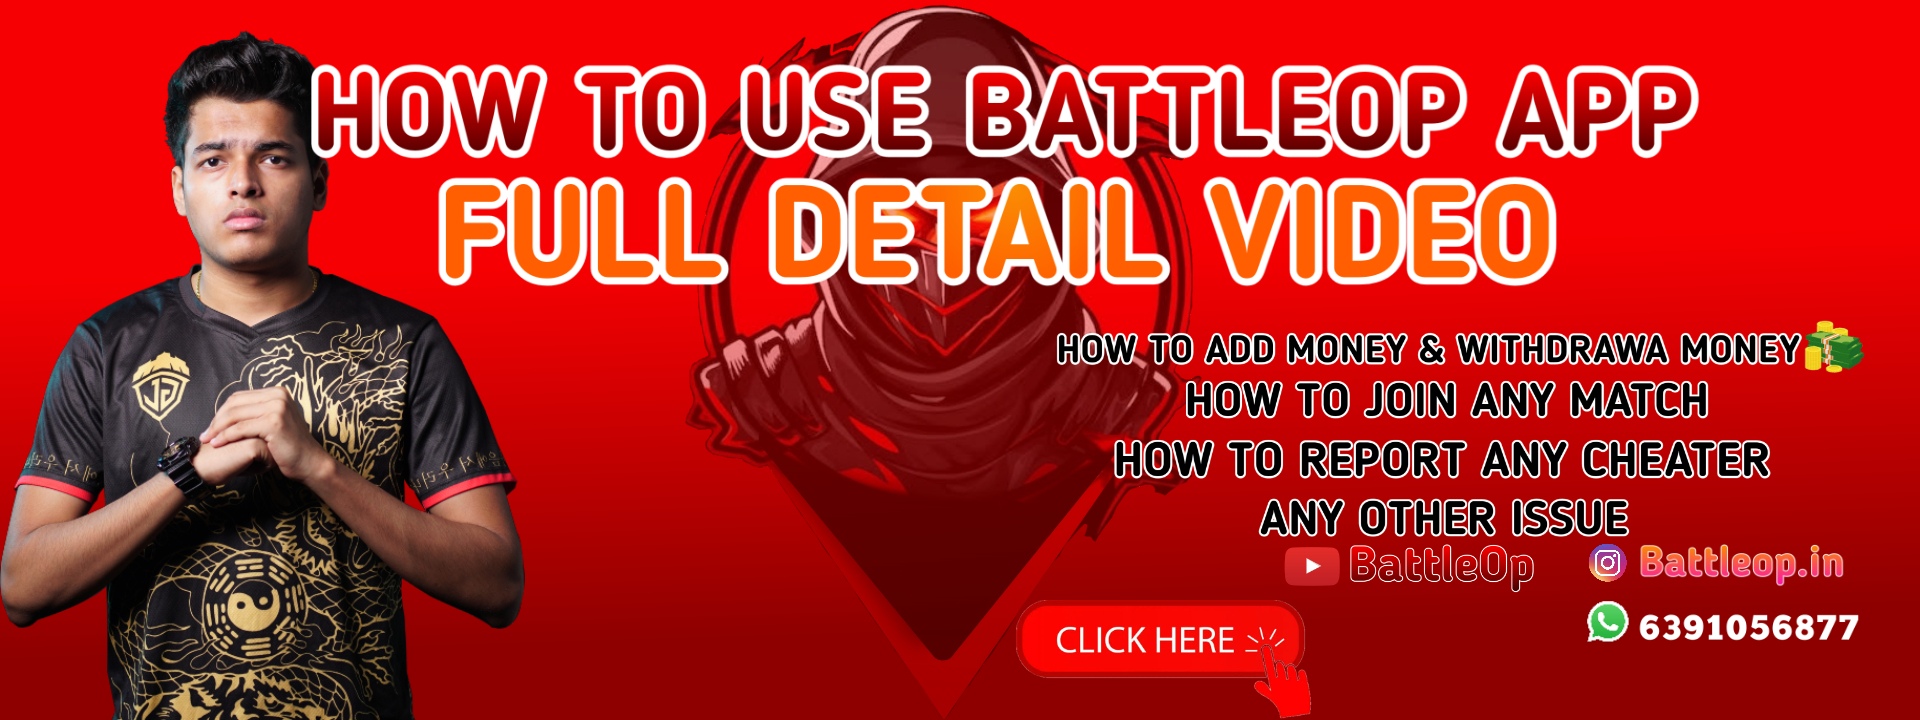 HOW TO USE BATTLEOP APP
FULL DETAIL VIDEO
HOW TO ADD MONEY & WITHDRAWA MONEY
HOW TO JOIN ANY MATCH
HOW TO REPORT ANY CHEATER
ANY OTHER ISSUE
BattleOp
Battleop.in
6391056877
CLICK HERE